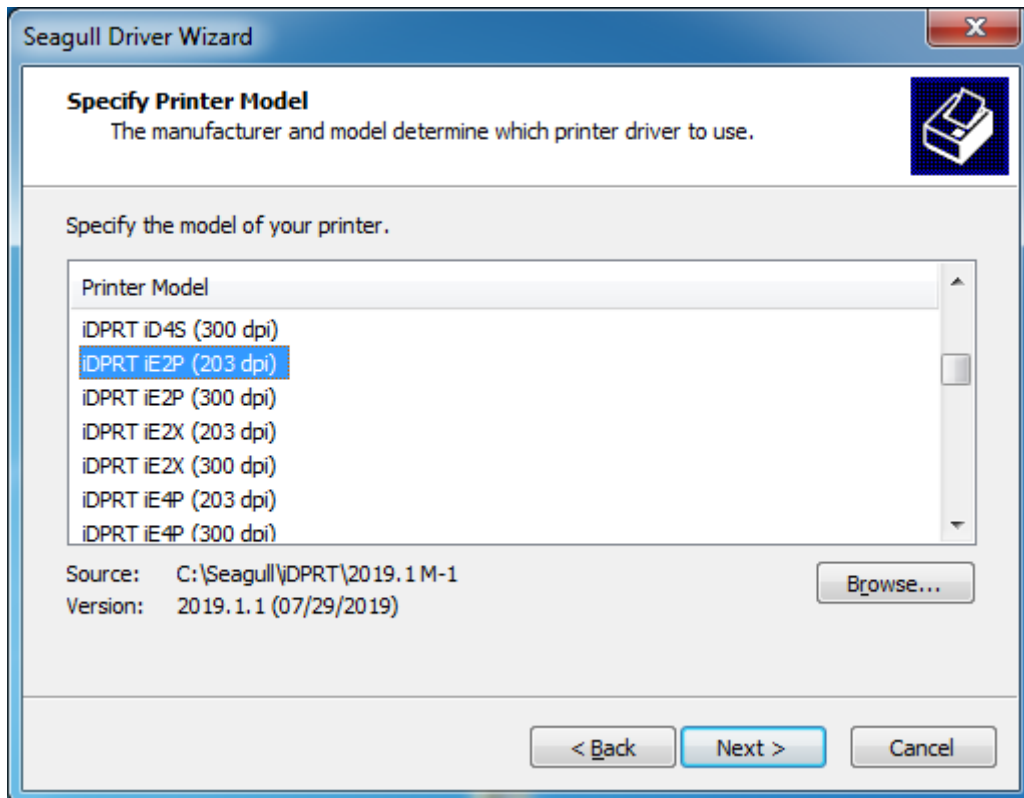 Seagull Driver Wizard
Specify Printer Model
The manufacturer and model determine which printer driver to use.
Specify the model of your printer.
Printer Model
iDPRT iD4S (300 dpi)
iDPRT iE2P (203 dpi)
iDPRT iE2P (300 dpi)
iDPRT iE2X (203 dpi)
iDPRT iE2X (300 dpi)
iDPRT iE4P (203 dpi)
iDPRT iE4P (300 dpi)
Source: C:\Seagull\iDPRT\2019.1 M-1
Browse...
Version: 2019.1.1 (07/29/2019)
< Back Next > Cancel